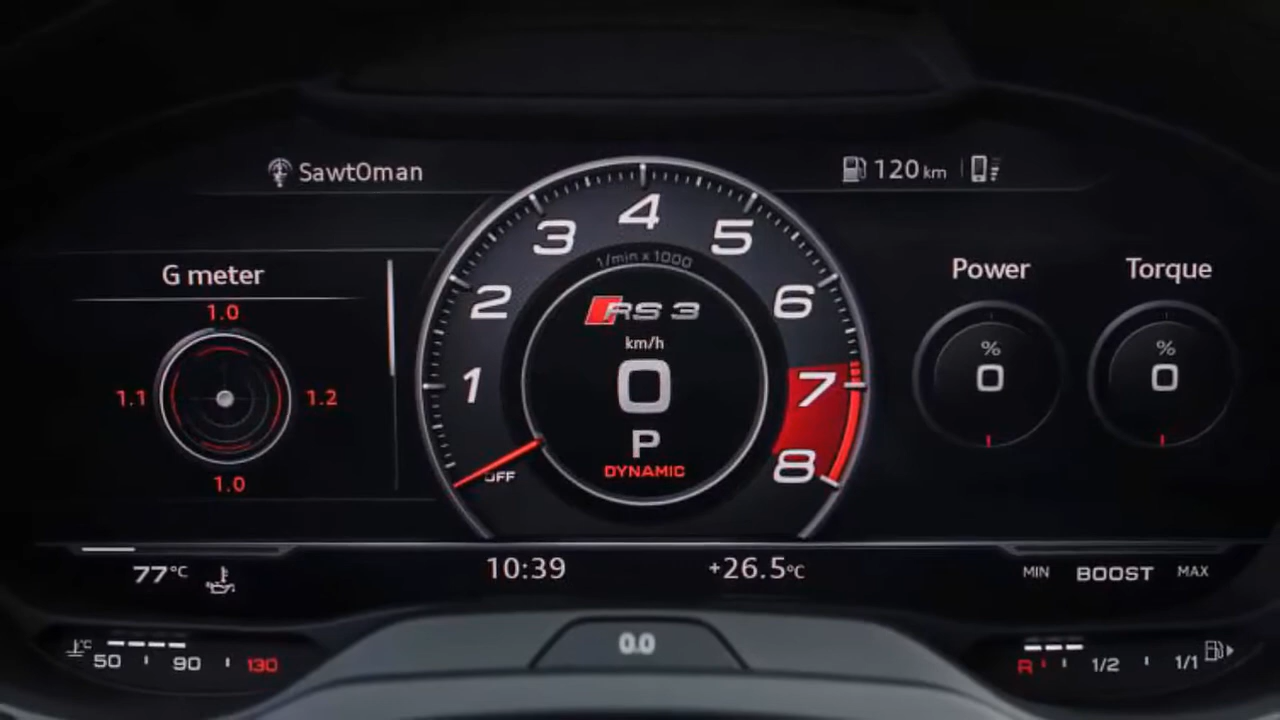 SawtOman
120 km
G meter
1.0
1.1
1.2
1.0
1
2
3
4
5
6
7
8
1/min x 1000
RS 3
km/h
0
P
DYNAMIC
OFF
Power
% 
0
Torque
%
0
77°C
10:39
+26.5°C
MIN BOOST MAX
°C
50 90 130
0.0
R 1/2 1/1